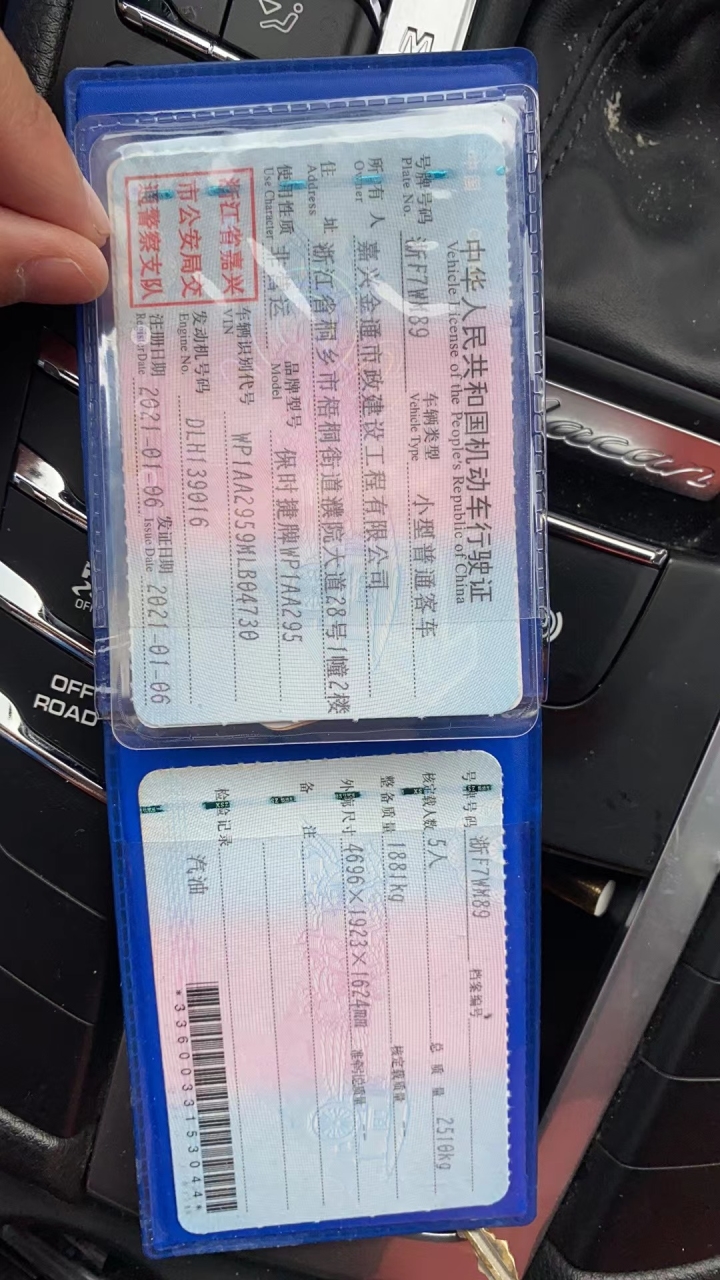 中华人民共和国机动车行驶证
Vehicle License of the People's Republic of China
号牌号码 浙F7WM89 车辆类型 小型普通客车
Plate No. Vehicle Type
所有人 嘉兴金通市政建设工程有限公司
Owner
住址 浙江省桐乡市梧桐街道濮院大道28号1幢2楼
Address
使用性质 非营运 品牌型号 保时捷牌WP1AA295
Use Character Model
浙江省嘉兴
市公安局交
通警察支队
车辆识别代号 WP1AA2959MLB04730
VIN
发动机号码 DLH139016
Engine No.
注册日期 2021-01-06 发证日期 2021-01-06
Register Date Issue Date
号牌号码 浙F7WM89 档案编号
核定载人数 5人 总质量 2510kg
整备质量 1881kg 核定载质量
外廓尺寸 4696×1923×1624mm 准牵引总质量
备注
检验记录
汽油
*3360033153044*
Macan
OFF
OFF
ROAD